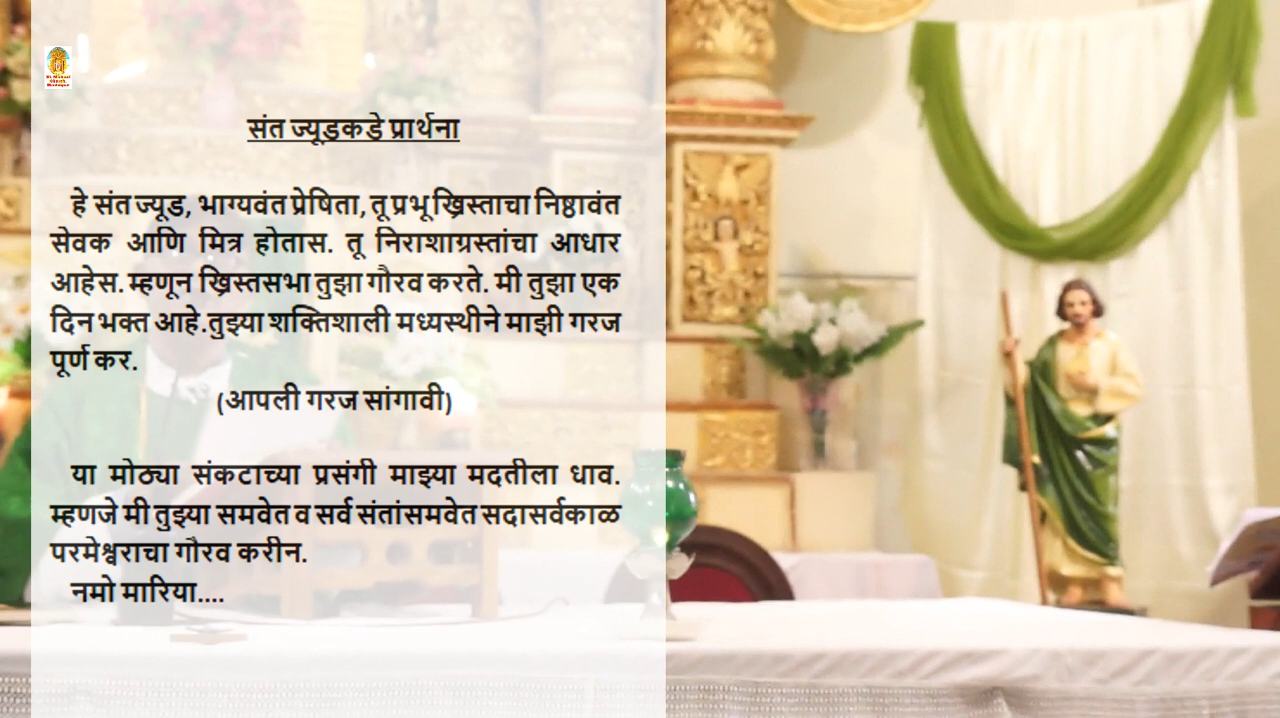 संत ज्यूडकडे प्रार्थना
हे संत ज्यूड, भाग्यवंत प्रेषिता, तू प्रभू ख्रिस्ताचा निष्ठावंत
सेवक आणि मित्र होतास. तू निराशाग्रस्तांचा आधार
आहेस. म्हणून ख्रिस्तसभा तुझा गौरव करते. मी तुझा एक
दिन भक्त आहे.तुझ्या शक्तिशाली मध्यस्थीने माझी गरज
पूर्ण कर.
(आपली गरज सांगावी)
या मोठ्या संकटाच्या प्रसंगी माझ्या मदतीला धाव.
म्हणजे मी तुझ्या समवेत व सर्व संतांसमवेत सदासर्वकाळ
परमेश्वराचा गौरव करीन.
नमो मारिया....